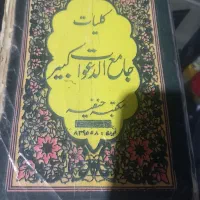 کلیات
جامع الدعوات کبیر
مکتبہ حنفیہ